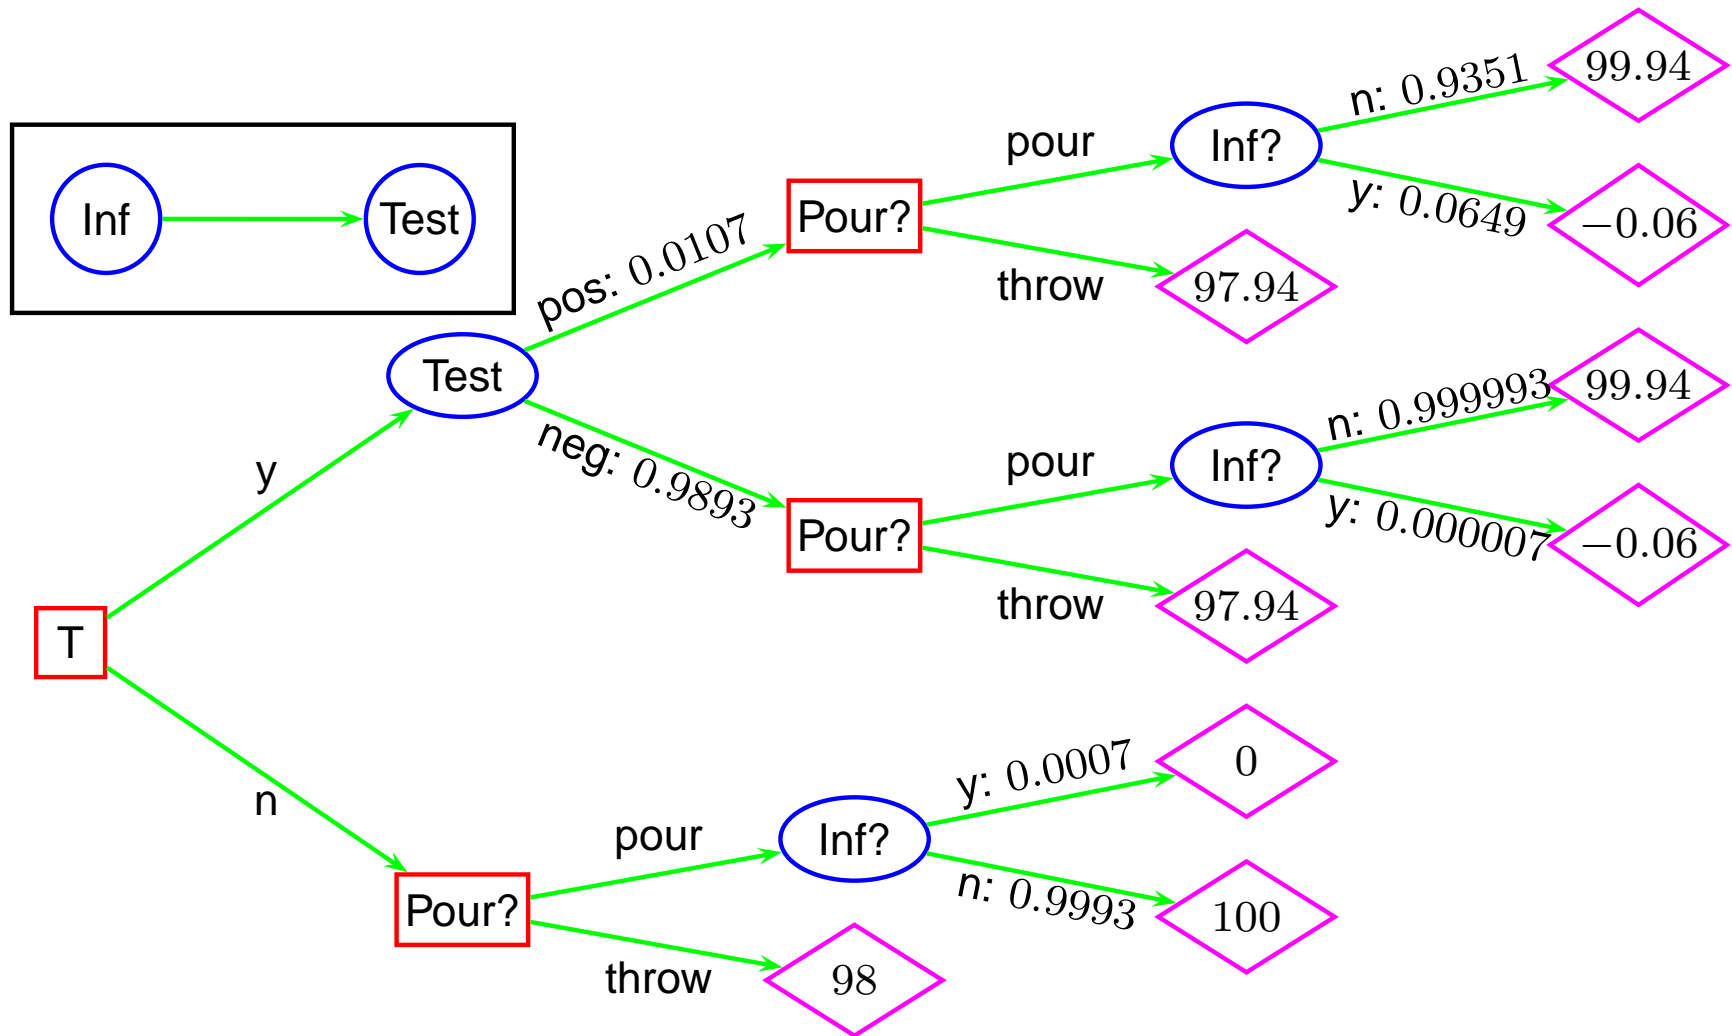 Inf
Test
Test
T
y
n
pos: 0.0107
neg: 0.9893
Pour?
pour
throw
Inf?
n: 0.9351
y: 0.0649
99.94
−0.06
97.94
Pour?
pour
throw
Inf?
n: 0.999993
y: 0.000007
99.94
−0.06
97.94
Pour?
pour
throw
Inf?
y: 0.0007
n: 0.9993
0
100
98